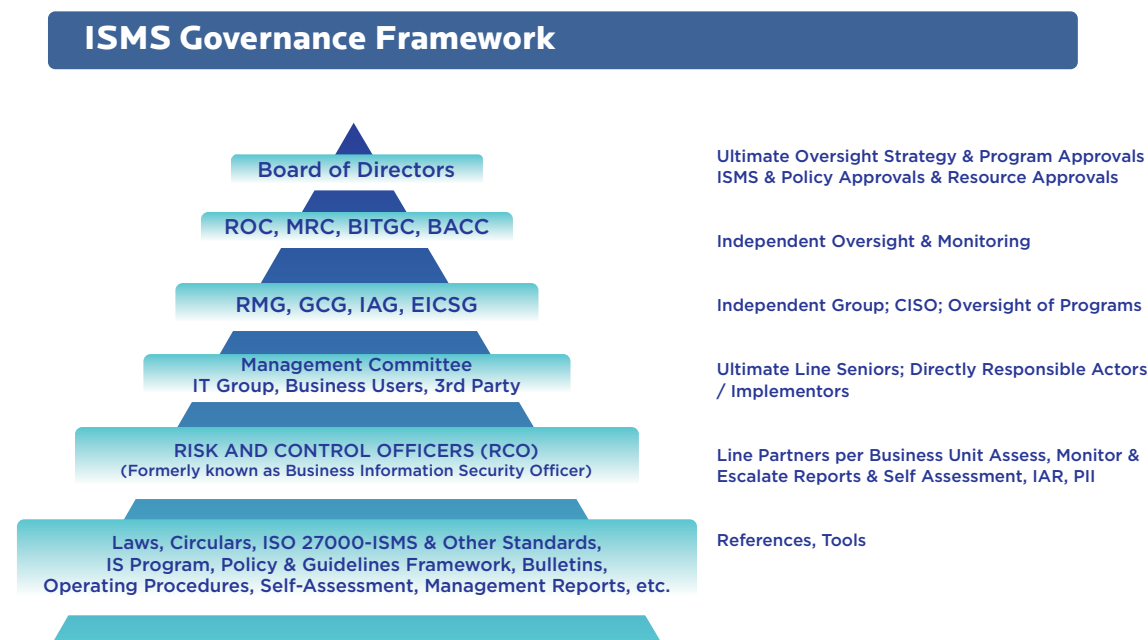 ISMS Governance Framework
Board of Directors
Ultimate Oversight Strategy & Program Approvals
ISMS & Policy Approvals & Resource Approvals
ROC, MRC, BITGC, BACC
Independent Oversight & Monitoring
RMG, GCG, IAG, EICSG
Independent Group; CISO; Oversight of Programs
Management Committee
IT Group, Business Users, 3rd Party
Ultimate Line Seniors; Directly Responsible Actors
/ Implementors
RISK AND CONTROL OFFICERS (RCO)
(Formerly known as Business Information Security Officer)
Line Partners per Business Unit Assess, Monitor &
Escalate Reports & Self Assessment, IAR, PII
Laws, Circulars, ISO 27000-ISMS & Other Standards,
IS Program, Policy & Guidelines Framework, Bulletins,
Operating Procedures, Self-Assessment, Management Reports, etc.
References, Tools